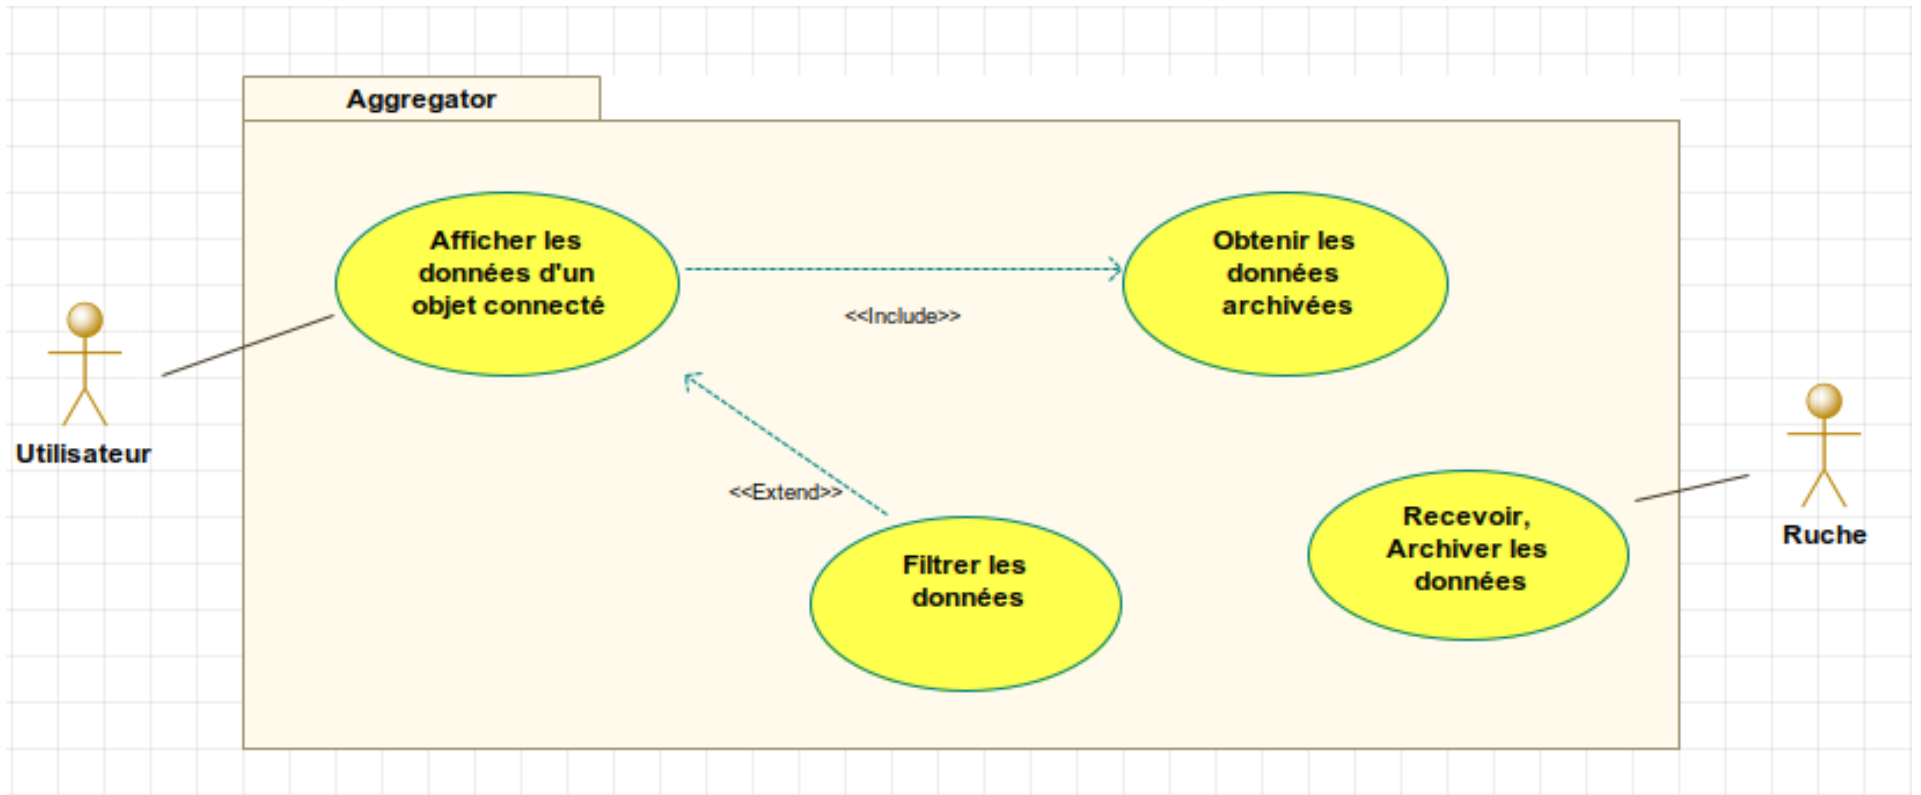 Aggregator
Afficher les
données d'un
objet connecté
Obtenir les
données
archivées
<<Include>>
Utilisateur
<<Extend>>
Filtrer les
données
Recevoir,
Archiver les
données
Ruche